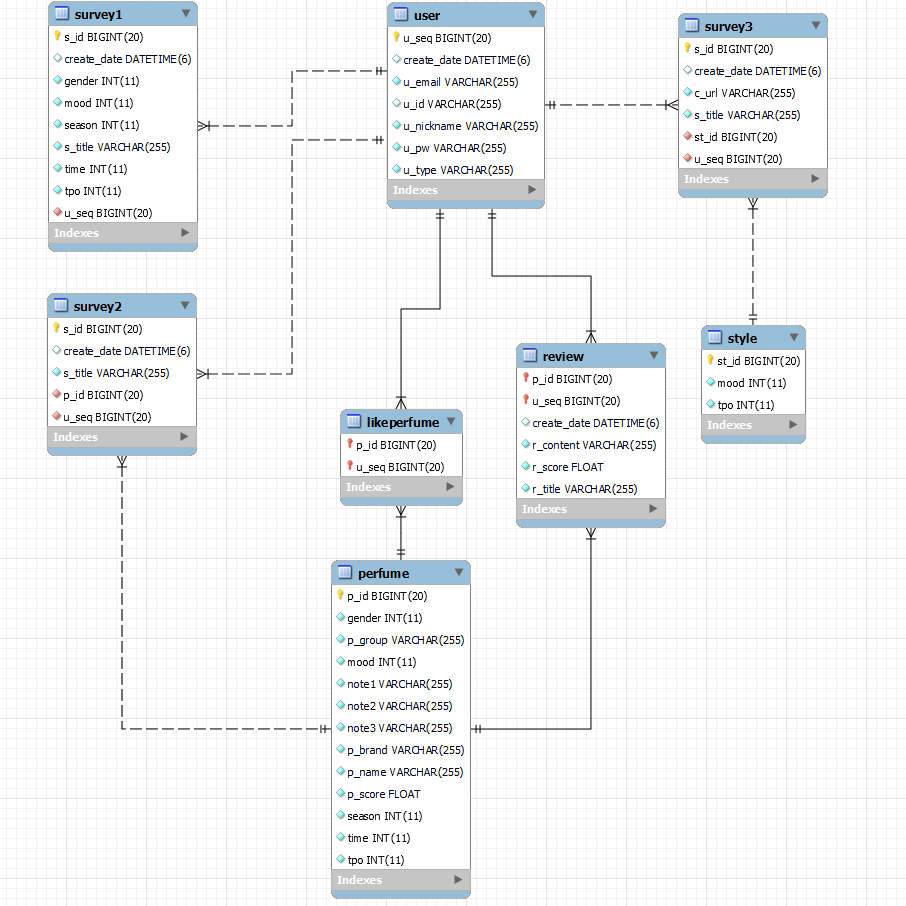 survey1
s_id BIGINT(20)
create_date DATETIME(6)
gender INT(11)
mood INT(11)
season INT(11)
s_title VARCHAR(255)
time INT(11)
tpo INT(11)
u_seq BIGINT(20)
Indexes
user
u_seq BIGINT(20)
create_date DATETIME(6)
u_email VARCHAR(255)
u_id VARCHAR(255)
u_nickname VARCHAR(255)
u_pw VARCHAR(255)
u_type VARCHAR(255)
Indexes
survey3
s_id BIGINT(20)
create_date DATETIME(6)
c_url VARCHAR(255)
s_title VARCHAR(255)
st_id BIGINT(20)
u_seq BIGINT(20)
Indexes
survey2
s_id BIGINT(20)
create_date DATETIME(6)
s_title VARCHAR(255)
p_id BIGINT(20)
u_seq BIGINT(20)
Indexes
style
st_id BIGINT(20)
mood INT(11)
tpo INT(11)
Indexes
review
p_id BIGINT(20)
u_seq BIGINT(20)
create_date DATETIME(6)
r_content VARCHAR(255)
r_score FLOAT
r_title VARCHAR(255)
Indexes
likeperfume
p_id BIGINT(20)
u_seq BIGINT(20)
Indexes
perfume
p_id BIGINT(20)
gender INT(11)
p_group VARCHAR(255)
mood INT(11)
note1 VARCHAR(255)
note2 VARCHAR(255)
note3 VARCHAR(255)
p_brand VARCHAR(255)
p_name VARCHAR(255)
p_score FLOAT
season INT(11)
time INT(11)
tpo INT(11)
Indexes